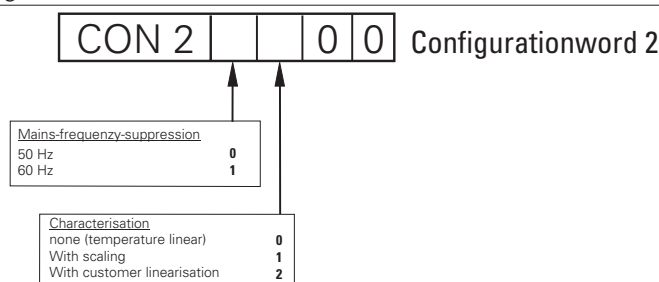 CON 2 0 0 Configurationword 2
Mains-frequenzy-suppression
50 Hz 0
60 Hz 1
Characterisation
none (temperature linear) 0
With scaling 1
With customer linearisation 2